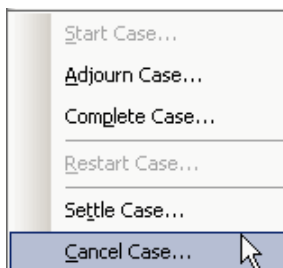 Start Case...
Adjourn Case...
Complete Case...
Restart Case...
Settle Case...
Cancel Case...